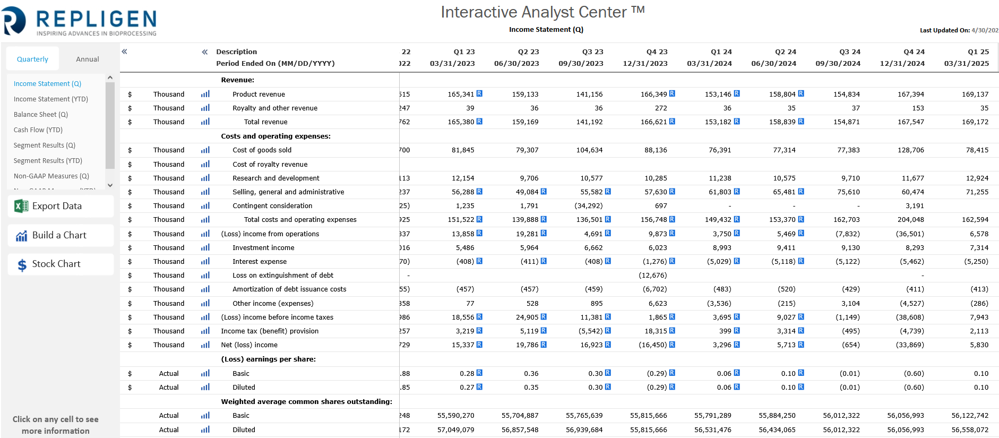 REPLIGEN
INSPIRING ADVANCES IN BIOPROCESSING
Interactive Analyst Center ™
Income Statement (Q)
Last Updated On: 4/30/202
Quarterly Annual
Income Statement (Q)
Income Statement (YTD)
Balance Sheet (Q)
Cash Flow (YTD)
Segment Results (Q)
Segment Results (YTD)
Non-GAAP Measures (Q)
Export Data
Build a Chart
Stock Chart
Click on any cell to see
more information
« « Description 22 Q1 23 Q2 23 Q3 23 Q4 23 Q1 24 Q2 24 Q3 24 Q4 24 Q1 25
Period Ended On (MM/DD/YYYY) 022 03/31/2023 06/30/2023 09/30/2023 12/31/2023 03/31/2024 06/30/2024 09/30/2024 12/31/2024 03/31/2025
Revenue:
$ Thousand Product revenue 515 165,341 R 159,133 141,156 166,349 R 153,146 R 158,804 R 154,834 167,394 169,137
$ Thousand Royalty and other revenue 247 39 36 36 272 36 35 37 153 35
$ Thousand Total revenue 762 165,380 R 159,169 141,192 166,621 R 153,182 R 158,839 R 154,871 167,547 169,172
Costs and operating expenses:
$ Thousand Cost of goods sold 700 81,845 79,307 104,634 88,136 76,391 77,314 77,383 128,706 78,415
$ Thousand Cost of royalty revenue
$ Thousand Research and development 113 12,154 9,706 10,577 10,285 11,238 10,575 9,710 11,677 12,924
$ Thousand Selling, general and administrative 237 56,288 R 49,084 R 55,582 R 57,630 R 61,803 R 65,481 R 75,610 60,474 71,255
$ Thousand Contingent consideration 25) 1,235 1,791 (34,292) 697 - - - 3,191
$ Thousand Total costs and operating expenses 925 151,522 R 139,888 R 136,501 R 156,748 R 149,432 R 153,370 R 162,703 204,048 162,594
$ Thousand (Loss) income from operations 337 13,858 R 19,281 R 4,691 R 9,873 R 3,750 R 5,469 R (7,832) (36,501) 6,578
$ Thousand Investment income 016 5,486 5,964 6,662 6,023 8,993 9,411 9,130 8,293 7,314
$ Thousand Interest expense 70) (408) R (411) R (408) R (1,276) R (5,029) R (5,118) R (5,122) (5,462) (5,250)
$ Thousand Loss on extinguishment of debt - (12,676) -
$ Thousand Amortization of debt issuance costs 55) (457) (457) (459) (6,702) (483) (520) (429) (411) (413)
$ Thousand Other income (expenses) 358 77 528 895 6,623 (3,536) (215) 3,104 (4,527) (286)
$ Thousand (Loss) income before income taxes 986 18,556 R 24,905 R 11,381 R 1,865 R 3,695 R 9,027 R (1,149) (38,608) 7,943
$ Thousand Income tax (benefit) provision 257 3,219 R 5,119 R (5,542) R 18,315 R 399 R 3,314 R (495) (4,739) 2,113
$ Thousand Net (loss) income 729 15,337 R 19,786 R 16,923 R (16,450) R 3,296 R 5,713 R (654) (33,869) 5,830
(Loss) earnings per share:
$ Actual Basic .88 0.28 R 0.36 0.30 R (0.29) R 0.06 R 0.10 R (0.01) (0.60) 0.10
$ Actual Diluted .85 0.27 R 0.35 0.30 R (0.29) R 0.06 R 0.10 R (0.01) (0.60) 0.10
Weighted average common shares outstanding:
Actual Basic 248 55,590,270 55,704,887 55,765,639 55,815,666 55,791,289 55,884,250 56,012,322 56,056,993 56,122,742
Actual Diluted 172 57,049,079 56,857,548 56,939,684 55,815,666 56,531,476 56,434,065 56,012,322 56,056,993 56,558,072